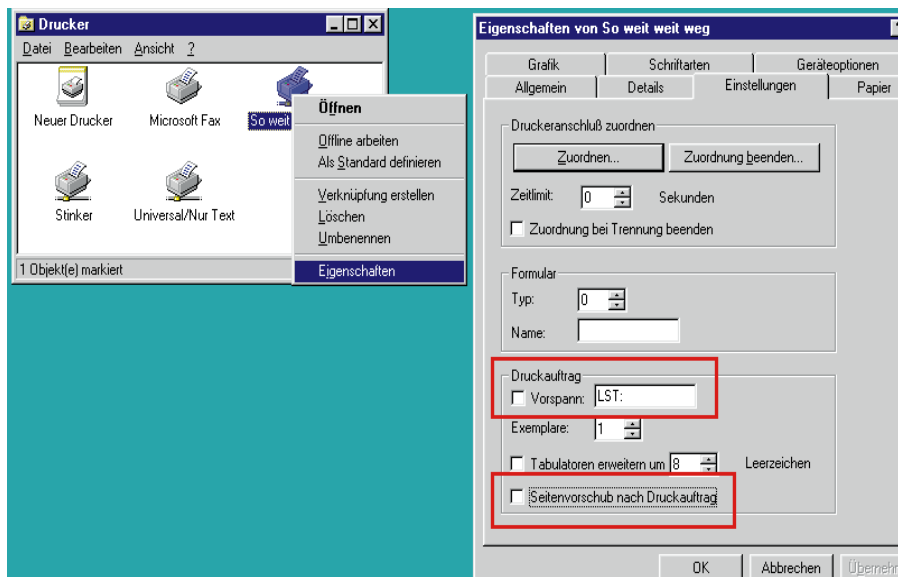 Drucker
Datei Bearbeiten Ansicht ?
Neuer Drucker
Microsoft Fax
So weit
Stinker
Universal/Nur Text
1 Objekt(e) markiert
Öffnen
Offline arbeiten
Als Standard definieren
Verknüpfung erstellen
Löschen
Umbenennen
Eigenschaften
Eigenschaften von So weit weit weg
?
Grafik Schriftarten Geräteoptionen
Allgemein Details Einstellungen Papier
Druckeranschluß zuordnen
Zuordnen... Zuordnung beenden...
Zeitlimit: 0 Sekunden
Zuordnung bei Trennung beenden
Formular
Typ: 0
Name:
Druckauftrag
Vorspann: LST:
Exemplare: 1
Tabulatoren erweitern um 8 Leerzeichen
Seitenvorschub nach Druckauftrag
OK Abbrechen Übernehm